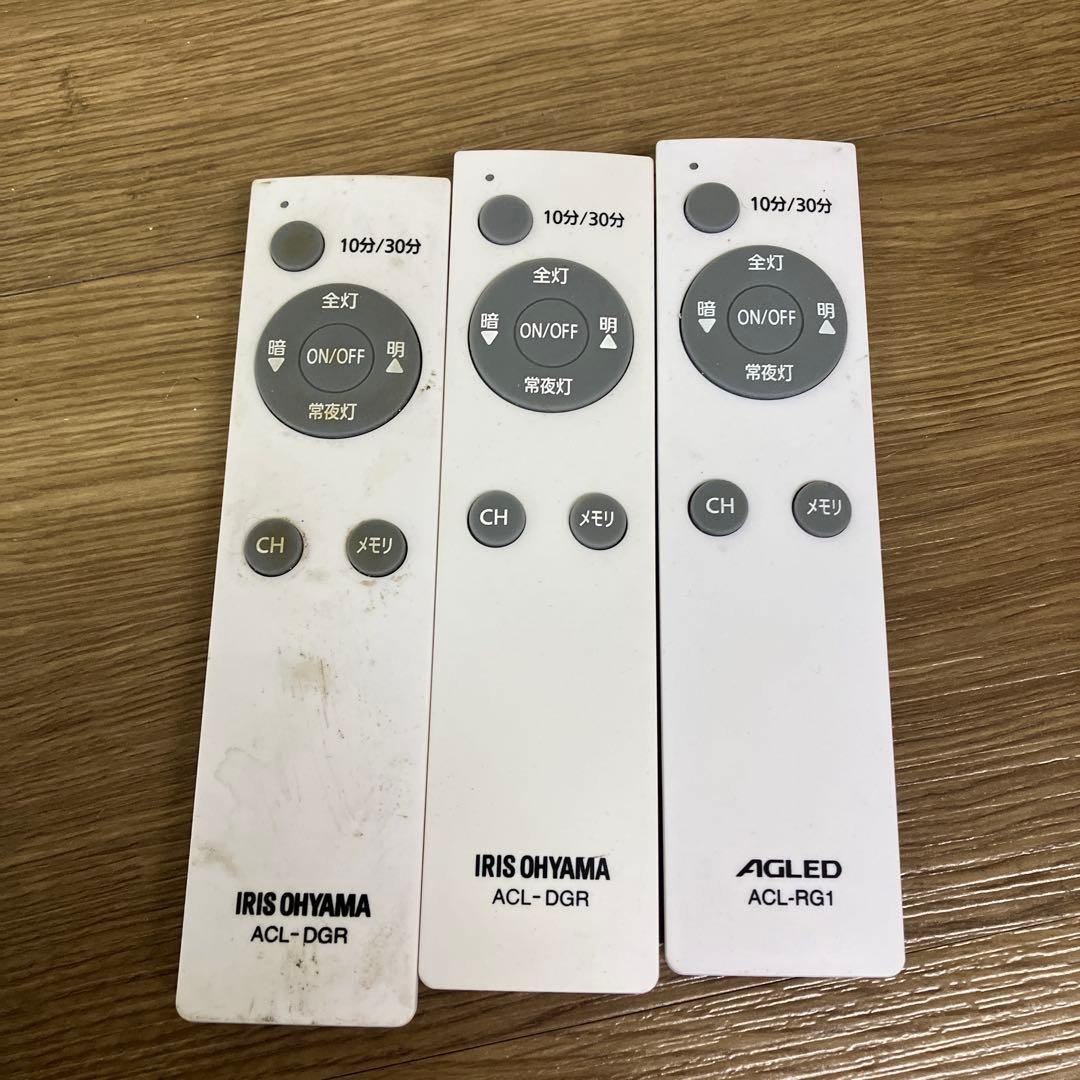 10分/30分
全灯
暗
ON/OFF
明
常夜灯
CH
メモリ
IRIS OHYAMA
ACL-DGR
10分/30分
全灯
暗
ON/OFF
明
常夜灯
CH
メモリ
IRIS OHYAMA
ACL-DGR
10分/30分
全灯
暗
ON/OFF
明
常夜灯
CH
メモリ
AGLED
ACL-RG1